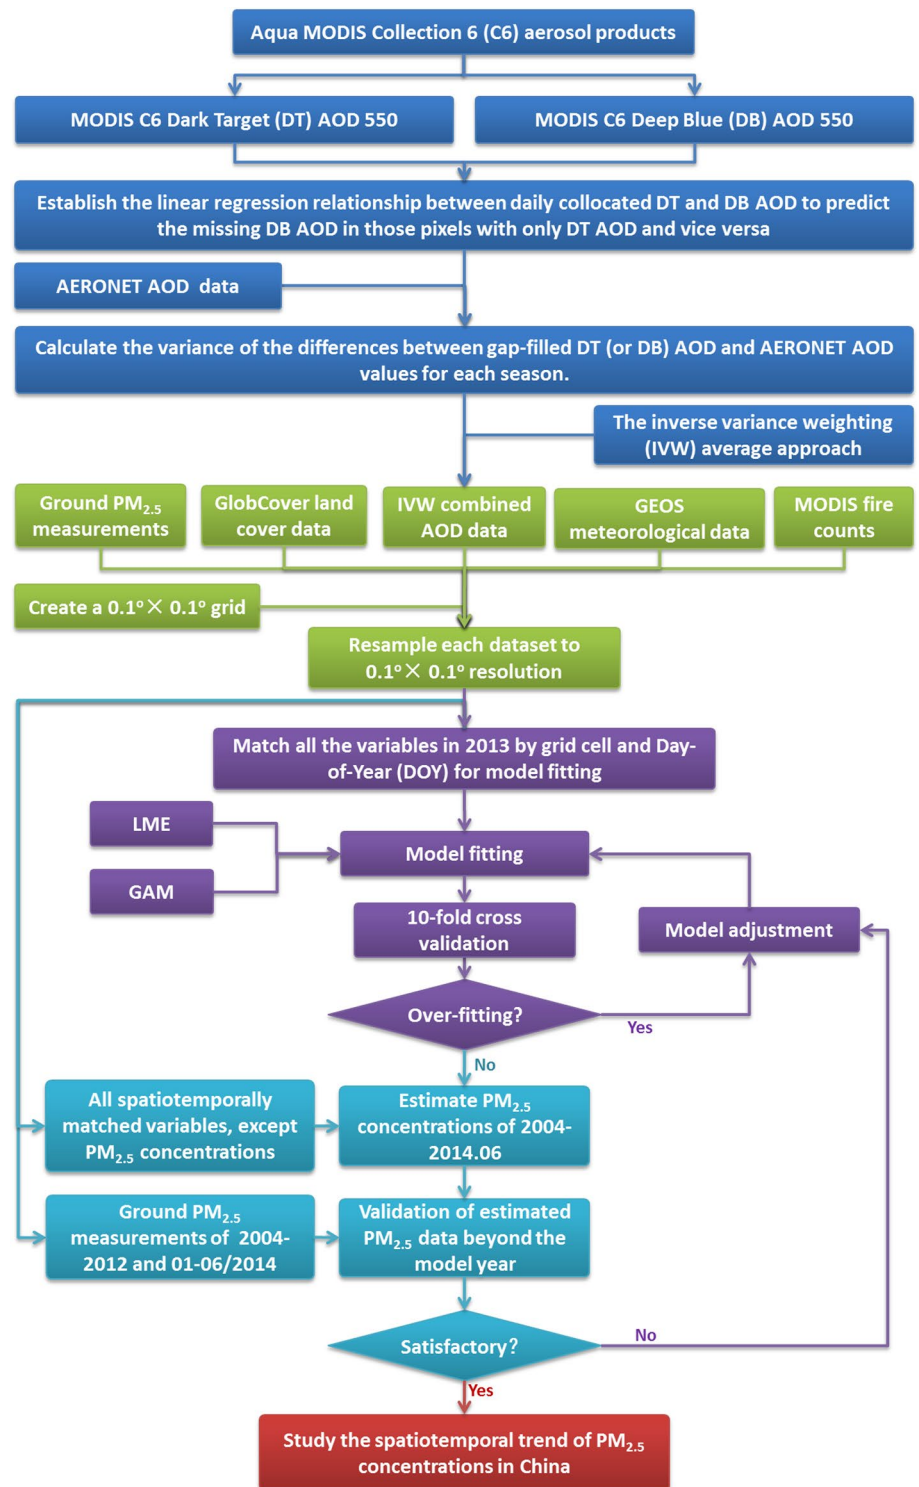 Aqua MODIS Collection 6 (C6) aerosol products
MODIS C6 Dark Target (DT) AOD 550
MODIS C6 Deep Blue (DB) AOD 550
Establish the linear regression relationship between daily collocated DT and DB AOD to predict
the missing DB AOD in those pixels with only DT AOD and vice versa
AERONET AOD data
Calculate the variance of the differences between gap-filled DT (or DB) AOD and AERONET AOD
values for each season.
The inverse variance weighting
(IVW) average approach
Ground PM2.5
measurements
GlobCover land
cover data
IVW combined
AOD data
GEOS
meteorological data
MODIS fire
counts
Create a 0.1°× 0.1° grid
Resample each dataset to
0.1°× 0.1° resolution
Match all the variables in 2013 by grid cell and Day-
of-Year (DOY) for model fitting
LME
GAM
Model fitting
10-fold cross
validation
Model adjustment
Over-fitting?
Yes
No
All spatiotemporally
matched variables, except
PM2.5 concentrations
Estimate PM2.5
concentrations of 2004-
2014.06
Ground PM2.5
measurements of 2004-
2012 and 01-06/2014
Validation of estimated
PM2.5 data beyond the
model year
Satisfactory?
No
Yes
Study the spatiotemporal trend of PM2.5
concentrations in China